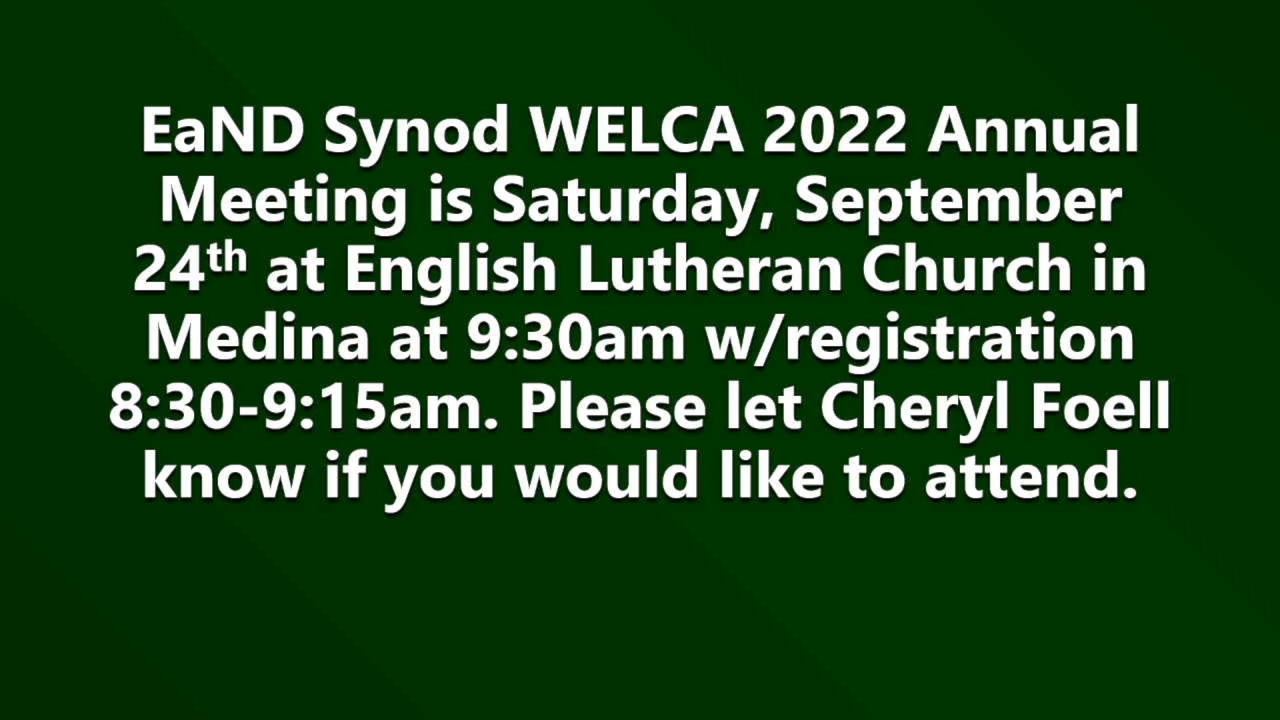 EaND Synod WELCA 2022 Annual
Meeting is Saturday, September
24th at English Lutheran Church in
Medina at 9:30am w/registration
8:30-9:15am. Please let Cheryl Foell
know if you would like to attend.